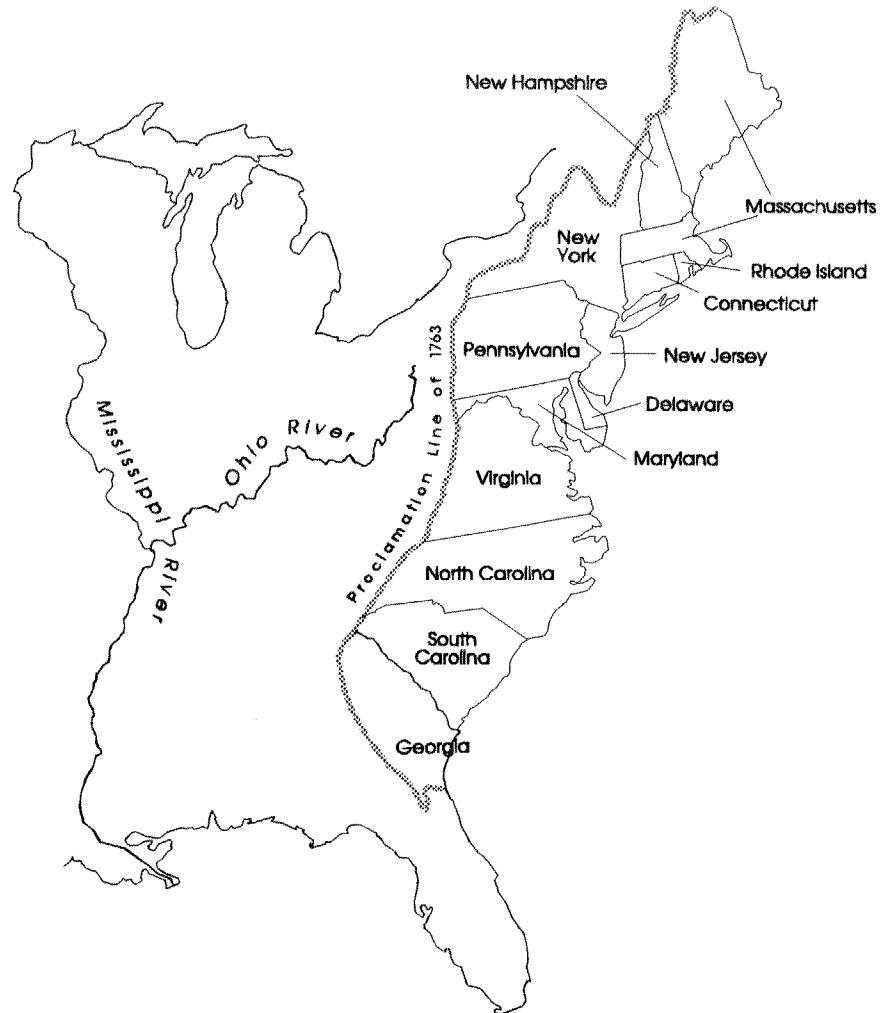 New Hampshire
Massachusetts
New
York
Rhode Island
Connecticut
Pennsylvania
New Jersey
Delaware
Maryland
Mississippi
River
Ohio River
Proclamation Line of 1763
Virginia
North Carolina
South
Carolina
Georgia